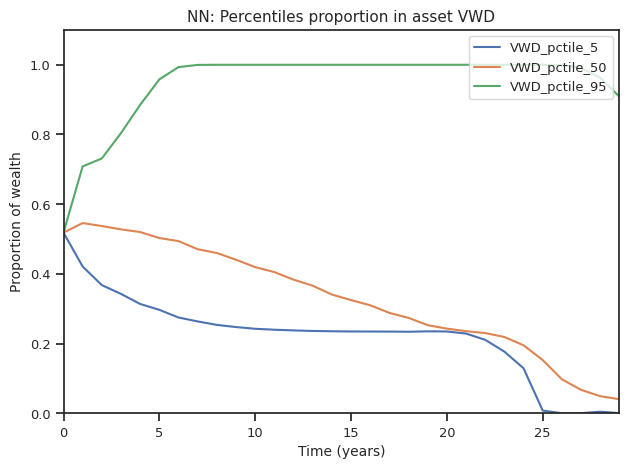 NN: Percentiles proportion in asset VWD
VWD_pctile_5
VWD_pctile_50
VWD_pctile_95
Proportion of wealth
1.0
0.8
0.6
0.4
0.2
0.0
0 5 10 15 20 25
Time (years)